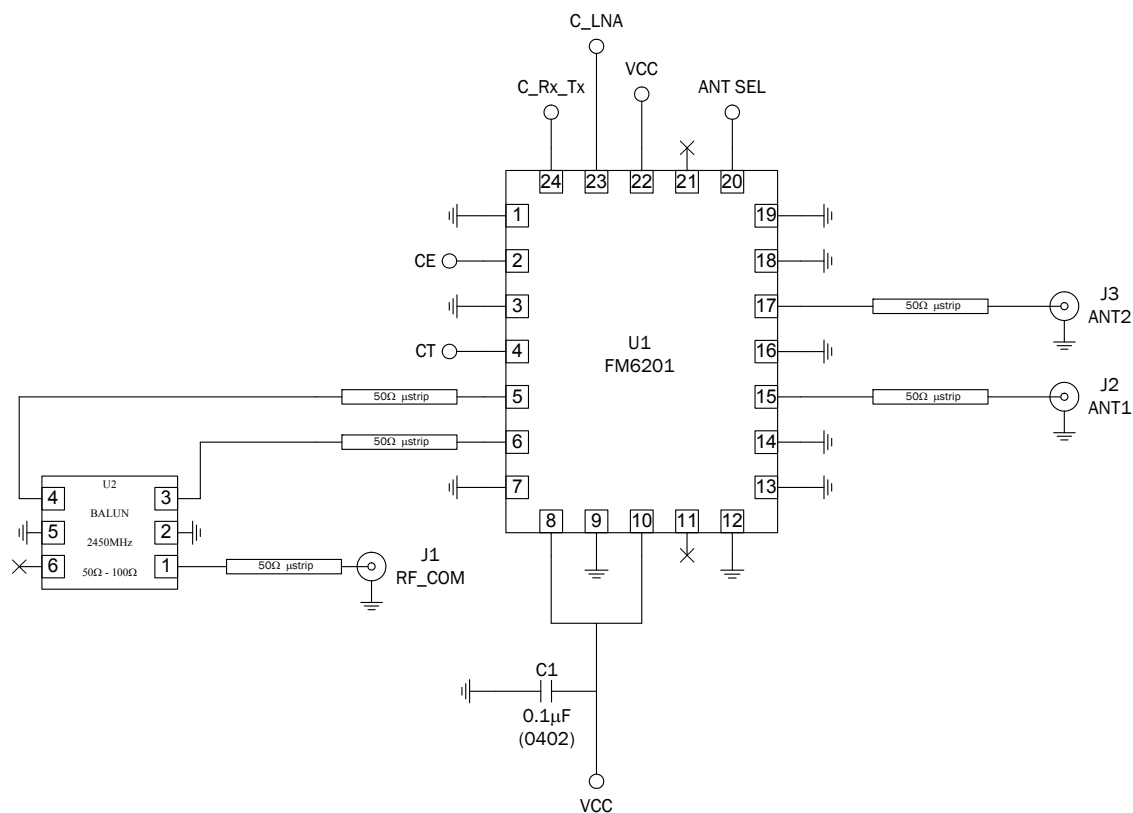 C_LNA
VCC
C_Rx_Tx
ANT SEL
24
23
22
21
20
1
19
CE
2
18
3
17
50Ω μstrip
J3
ANT2
CT
4
U1
FM6201
16
50Ω μstrip
5
15
50Ω μstrip
J2
ANT1
50Ω μstrip
6
14
7
13
U2
4
3
BALUN
8
9
10
11
12
5
2
2450MHz
6
1
50Ω - 100Ω
50Ω μstrip
J1
RF_COM
C1
0.1μF
(0402)
VCC